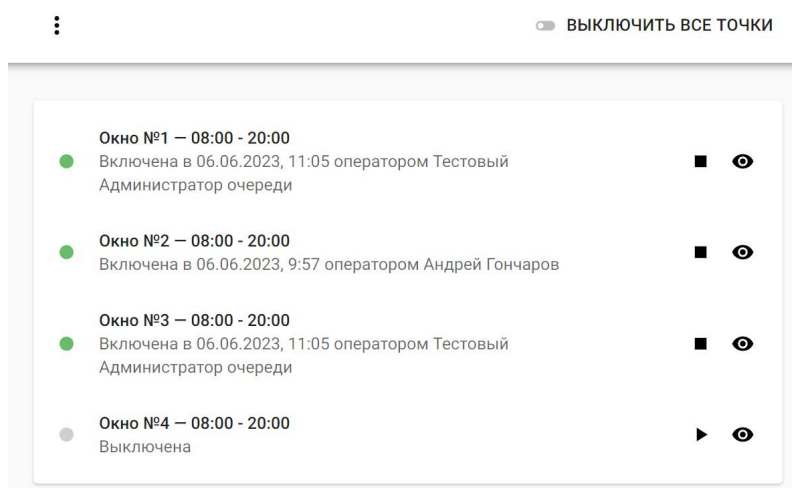 ВЫКЛЮЧИТЬ ВСЕ ТОЧКИ
Окно №1 — 08:00 - 20:00
Включена в 06.06.2023, 11:05 оператором Тестовый
Администратор очереди
Окно №2 — 08:00 - 20:00
Включена в 06.06.2023, 9:57 оператором Андрей Гончаров
Окно №3 — 08:00 - 20:00
Включена в 06.06.2023, 11:05 оператором Тестовый
Администратор очереди
Окно №4 — 08:00 - 20:00
Выключена